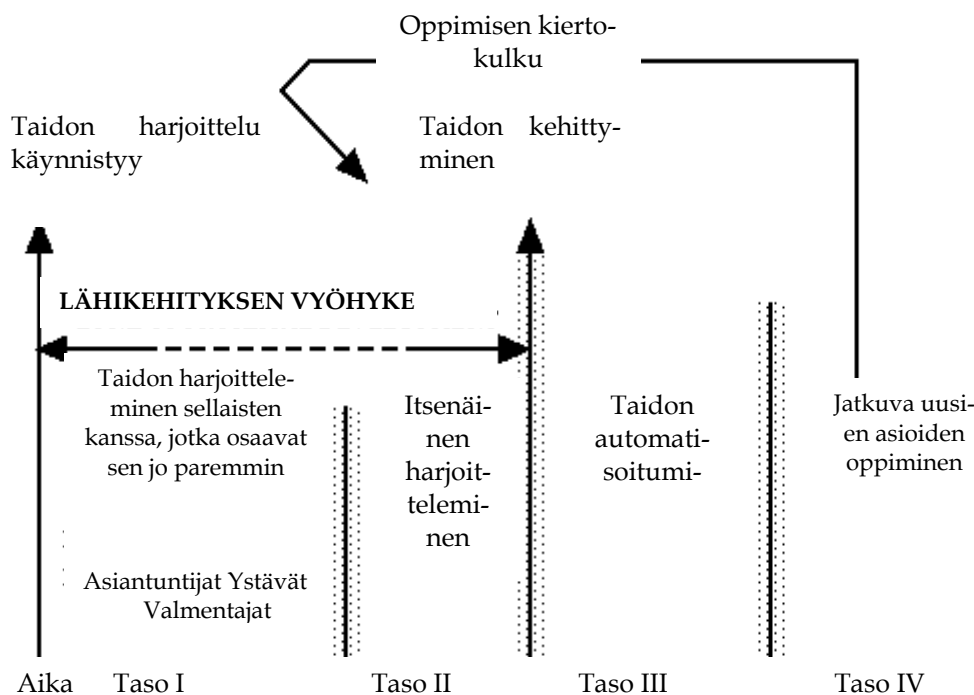 Oppimisen kierto-
kulku
Taidon harjoittelu
käynnistyy
Taidon kehitty-
minen
LÄHIKEHITYKSEN VYÖHYKE
Taidon harjoittele-
minen sellaisten
kanssa, jotka osaavat
sen jo paremmin
Asiantuntijat Ystävät
Valmentajat
Itsenäi-
nen
harjoit-
telemi-
nen
Taidon
automati-
soitumi-
Jatkuva uusi-
en asioiden
oppiminen
Aika Taso I Taso II Taso III Taso IV